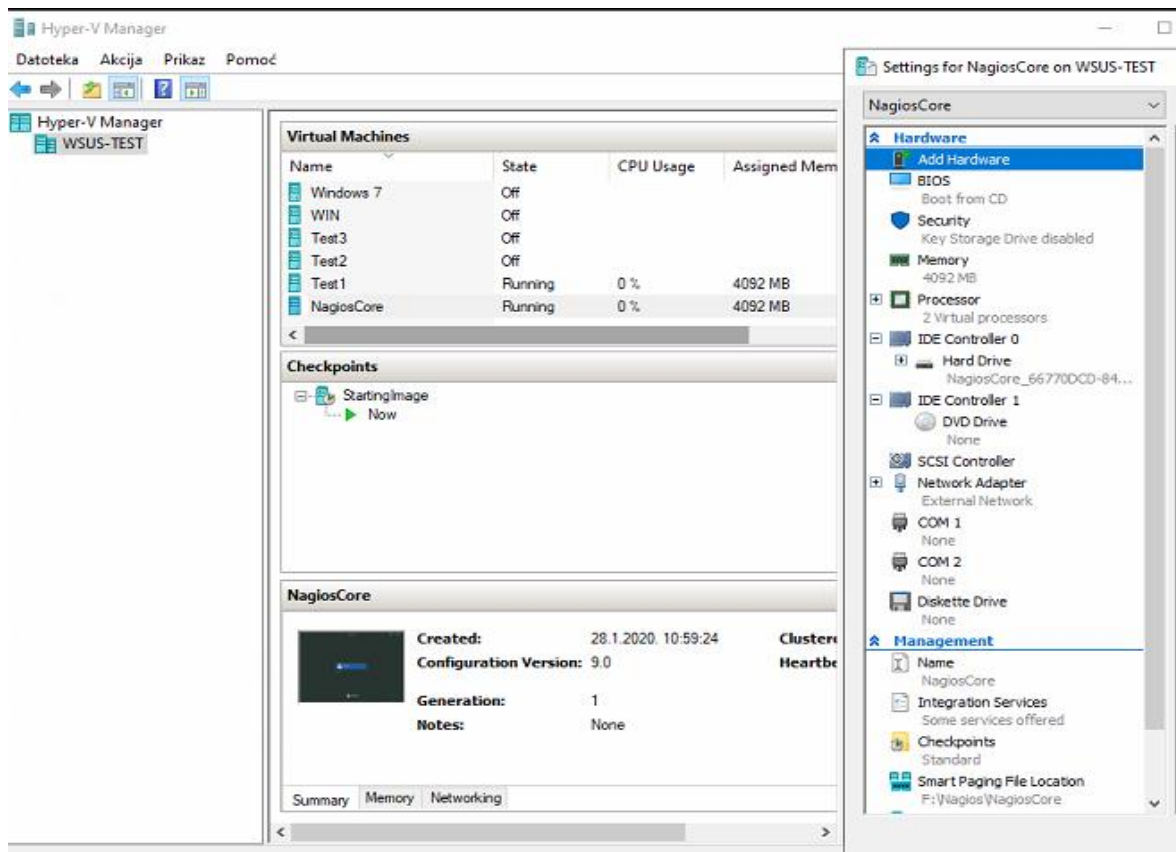 Hyper-V Manager
Datoteka Akcija Prikaz Pomoć
Hyper-V Manager
WSUS-TEST
Virtual Machines
Name State CPU Usage Assigned Mem
Windows 7 Off
WIN Off
Test3 Off
Test2 Off
Test1 Running 0 % 4092 MB
NagiosCore Running 0 % 4092 MB
Checkpoints
StartingImage
Now
NagiosCore
Created: 28.1.2020. 10:59:24 Clustere
Configuration Version: 9.0 Heartbe
Generation: 1
Notes: None
Summary Memory Networking
Settings for NagiosCore on WSUS-TEST
NagiosCore
Hardware
Add Hardware
BIOS
Boot from CD
Security
Key Storage Drive disabled
Memory
4092 MB
Processor
2 Virtual processors
IDE Controller 0
Hard Drive
NagiosCore_66770DCD-84...
IDE Controller 1
DVD Drive
None
SCSI Controller
Network Adapter
External Network
COM 1
None
COM 2
None
Diskette Drive
None
Management
Name
NagiosCore
Integration Services
Some services offered
Checkpoints
Standard
Smart Paging File Location
F:\Nagios\NagiosCore